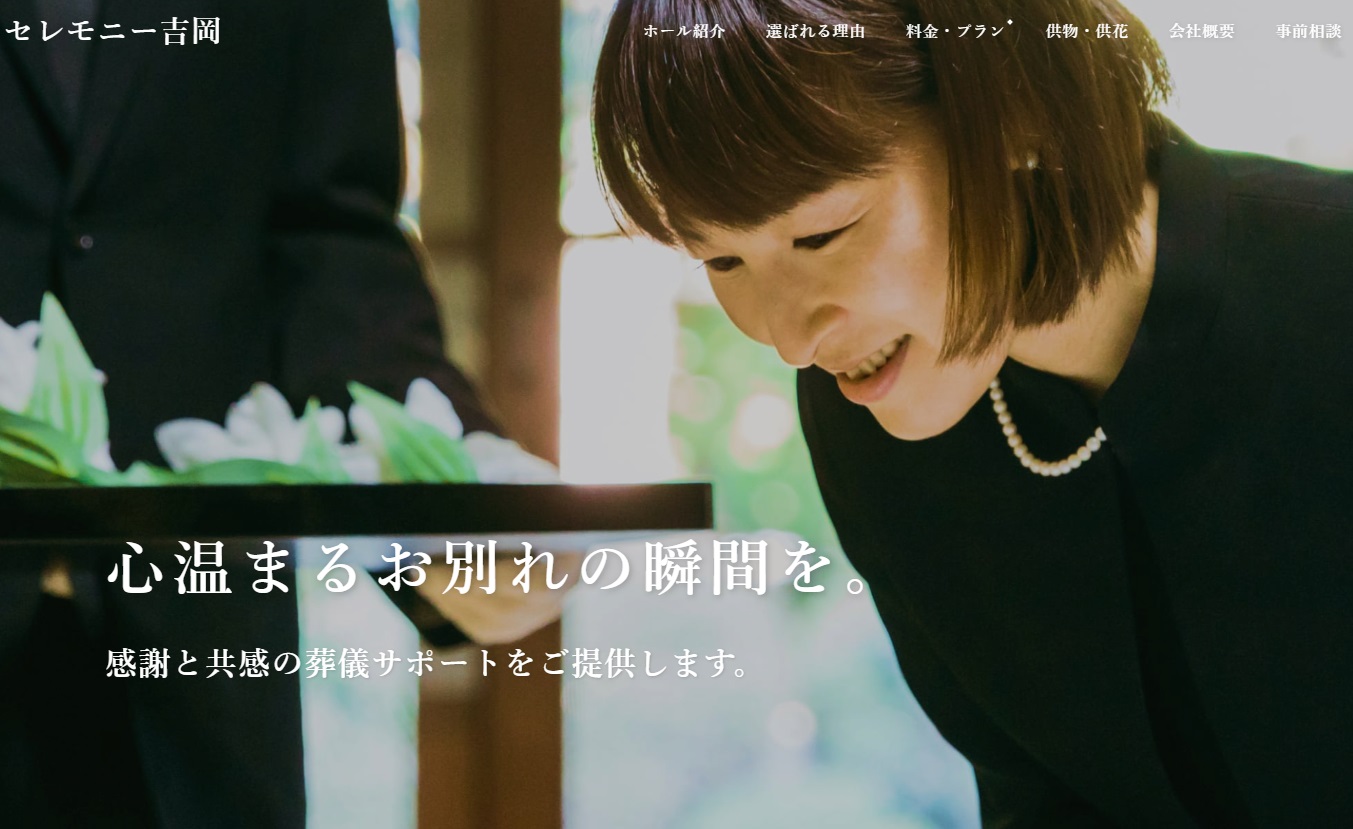 セレモニー吉岡
ホール紹介
選ばれる理由
料金・プラン
供物・供花
会社概要
事前相談
心温まるお別れの瞬間を。
感謝と共感の葬儀サポートをご提供します。